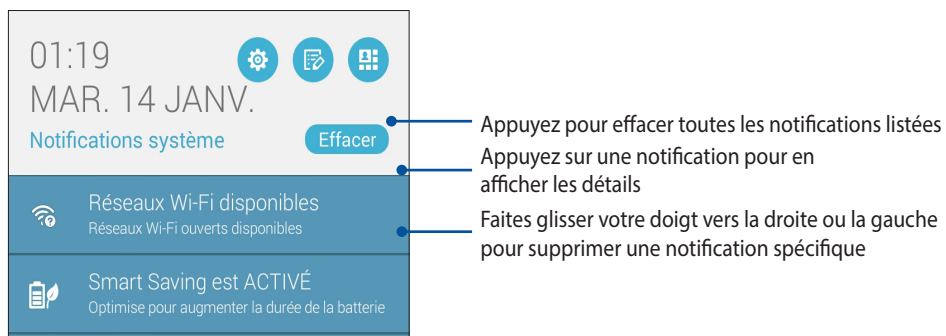 01:19
MAR. 14 JANV.
Notifications système
Effacer
Réseaux Wi-Fi disponibles
Réseaux Wi-Fi ouverts disponibles
Smart Saving est ACTIVÉ
Optimise pour augmenter la durée de la batterie
Appuyez pour effacer toutes les notifications listées
Appuyez sur une notification pour en
afficher les détails
Faites glisser votre doigt vers la droite ou la gauche
pour supprimer une notification spécifique